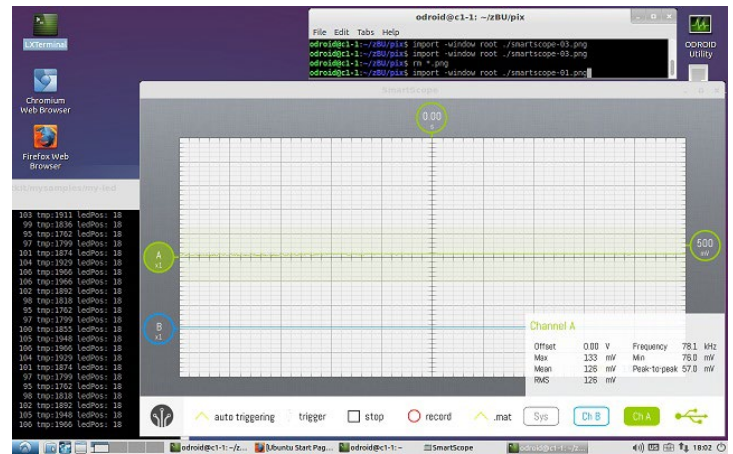 odroid@c1-1: ~/zBU/pix
File Edit Tabs Help
odroid@c1-1:~/zBU/pix$ import -window root ./smartscope-03.png
odroid@c1-1:~/zBU/pix$ import -window root ./smartscope-03.png
odroid@c1-1:~/zBU/pix$ rm *.png
odroid@c1-1:~/zBU/pix$ import -window root ./smartscope-01.png
LXTerminal
ODROID
Utility
Chromium
Web Browser
Firefox Web
Browser
SmartScope
0.00
s
103 tmp:1911 ledPos: 18
99 tmp:1836 ledPos: 18
95 tmp:1762 ledPos: 18
97 tmp:1799 ledPos: 18
101 tmp:1874 ledPos: 18
104 tmp:1929 ledPos: 18
106 tmp:1966 ledPos: 18
106 tmp:1966 ledPos: 18
102 tmp:1892 ledPos: 18
98 tmp:1818 ledPos: 18
95 tmp:1762 ledPos: 18
97 tmp:1799 ledPos: 18
100 tmp:1855 ledPos: 18
105 tmp:1948 ledPos: 18
106 tmp:1966 ledPos: 18
104 tmp:1929 ledPos: 18
101 tmp:1874 ledPos: 18
97 tmp:1799 ledPos: 18
95 tmp:1762 ledPos: 18
98 tmp:1818 ledPos: 18
102 tmp:1892 ledPos: 18
105 tmp:1948 ledPos: 18
106 tmp:1966 ledPos: 18
A
x1
500
mV
B
x1
Channel A
Offset 0.00 V Frequency 78.1 kHz
Max 133 mV Min 76.0 mV
Mean 126 mV Peak-to-peak 57.0 mV
RMS 126 mV
auto triggering trigger stop record .mat Sys Ch B Ch A
odroid@c1-1: ~/z... [Ubuntu Start Pag... odroid@c1-1: ~ SmartScope odroid@c1-1: ~/z... 18:02